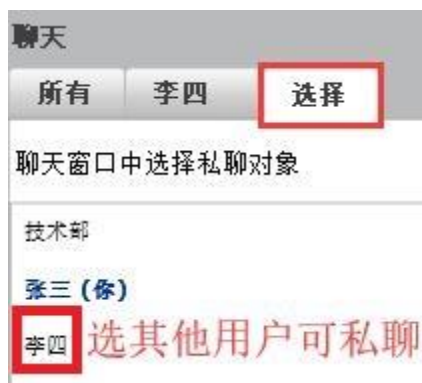 聊天
所有 李四 选择
聊天窗口中选择私聊对象
技术部
张三 (你)
李四 选其他用户可私聊